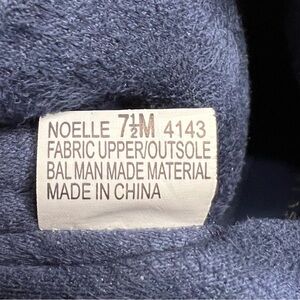 NOELLE 7½M 4143
FABRIC UPPER/OUTSOLE
BAL MAN MADE MATERIAL
MADE IN CHINA